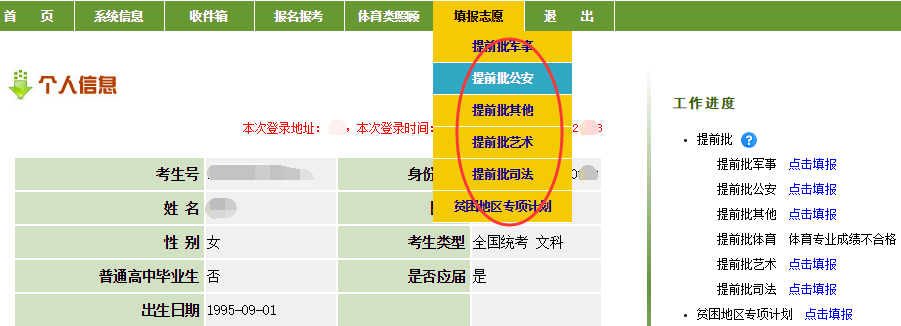 首 页 系统信息 收件箱 报名报考 体育类照顾 填报志愿 退 出
提前批军事
提前批公安
提前批其他
提前批艺术
提前批司法
贫困地区专项计划
个人信息
本次登录地址： ，本次登录时间：
考生号
身份
姓 名
性 别 女 考生类型 全国统考 文科
普通高中毕业生 否 是否应届 是
出生日期 1995-09-01
工作进度
提前批 ?
提前批军事 点击填报
提前批公安 点击填报
提前批其他 点击填报
提前批体育 体育专业成绩不合格
提前批艺术 点击填报
提前批司法 点击填报
贫困地区专项计划 点击填报